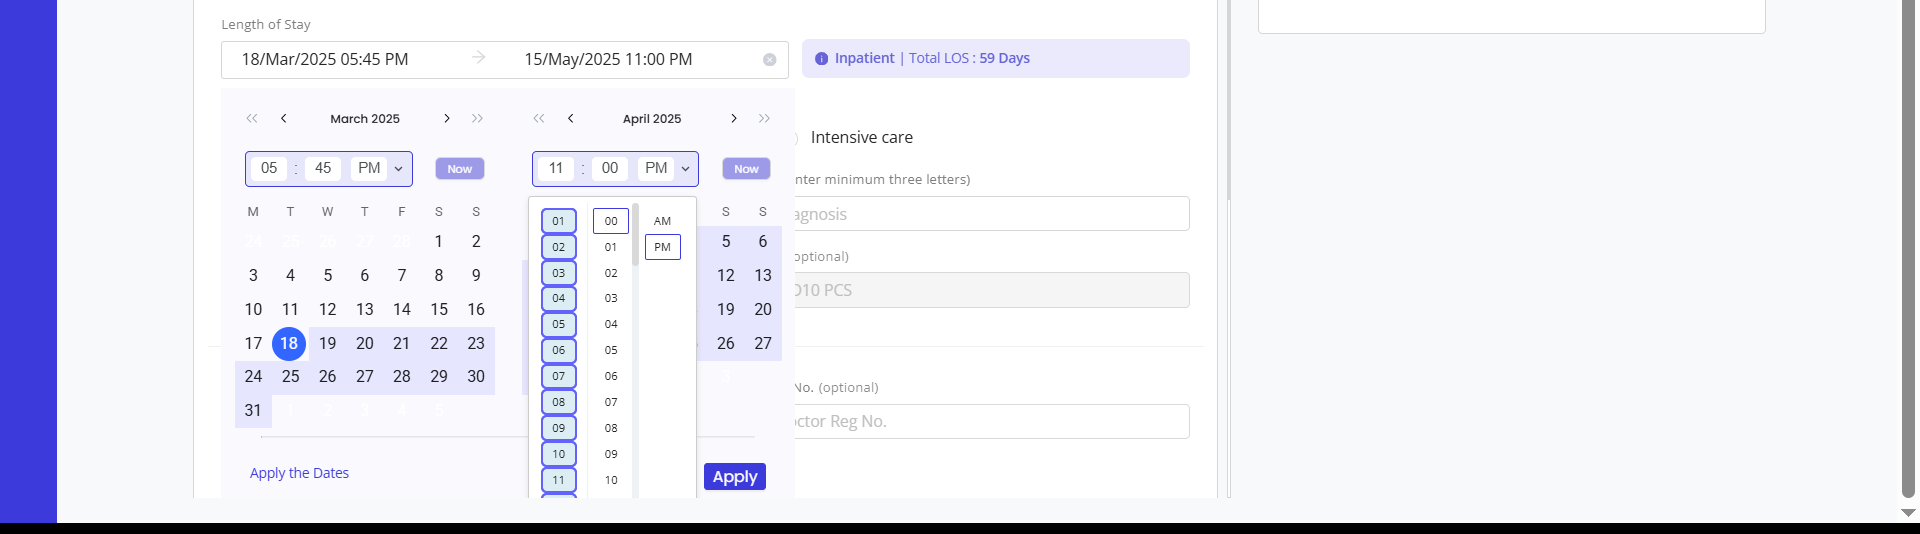 Length of Stay
18/Mar/2025 05:45 PM → 15/May/2025 11:00 PM
Inpatient | Total LOS : 59 Days
March 2025
April 2025
Intensive care
05 : 45 PM Now
11 : 00 PM Now
nter minimum three letters)
M T W T F S S
S S
agnosis
24 25 26 27 28 1 2
5 6
3 4 5 6 7 8 9
12 13
(optional)
10 11 12 13 14 15 16
19 20
010 PCS
17 18 19 20 21 22 23
26 27
24 25 26 27 28 29 30
3
31 1 2 3 4 5
01 00 AM
02 01 PM
03 02
04 03
05 04
06 05
07 06
08 07
09 08
10 09
11 10
No. (optional)
ctor Reg No.
Apply the Dates
Apply